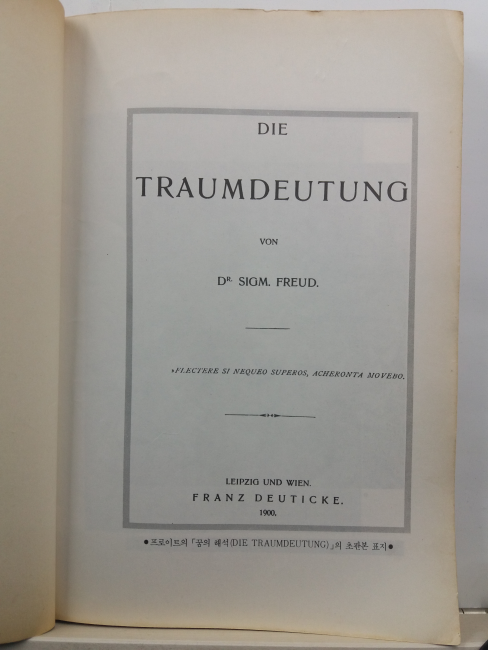 DIE
TRAUMDEUTUNG
VON
DR. SIGM. FREUD.
»FLECTERE SI NEQUEO SUPEROS, ACHERONTA MOVEBO.
LEIPZIG UND WIEN.
FRANZ DEUTICKE.
1900.
●프로이트의 「꿈의 해석(DIE TRAUMDEUTUNG)」의 초판본 표지●